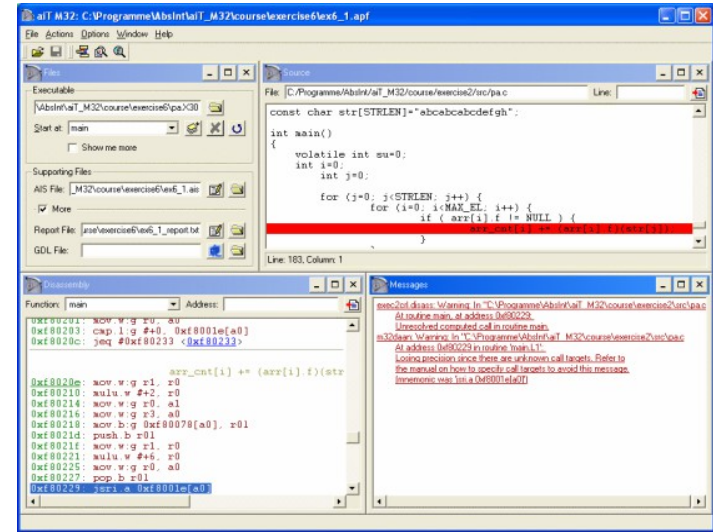 aiT M32: C:\Programme\AbsInt\aiT_M32\course\exercise6\ex6_1.apf
File Actions Options Window Help
Files
Executable
\AbsInt\aiT_M32\course\exercise6\pa.X30
Start at: main
Show me more
Supporting Files
AIS File: _M32\course\exercise6\ex6_1.ais
More
Report File: urse\exercise6\ex6_1_report.txt
GDL File:
Source
File: C:/Programme/AbsInt/aiT_M32/course/exercise2/src/pa.c Line:
const char str[STRLEN]="abcabcabcdefgh";
int main()
{
volatile int su=0;
int i=0;
int j=0;
for (j=0; j<STRLEN; j++) {
for (i=0; i<MAX_EL; i++) {
if ( arr[i].f != NULL ) {
arr_cnt[i] += (arr[i].f)(str[j]);
}
Line: 183, Column: 1
Disassembly
Function: main Address:
0xf80201: mov.w:g r0, a0
0xf80203: cmp.l:g #+0, 0xf8001e[a0]
0xf8020c: jeq #0xf80233 <0xf80233>
arr_cnt[i] += (arr[i].f)(str
0xf8020e: mov.w:g r1, r0
0xf80210: mulu.w #+2, r0
0xf80214: mov.w:g r0, a1
0xf80216: mov.w:g r3, a0
0xf80218: mov.b:g 0xf80078[a0], r01
0xf8021d: push.b r01
0xf8021f: mov.w:g r1, r0
0xf80221: mulu.w #+6, r0
0xf80225: mov.w:g r0, a0
0xf80227: pop.b r01
0xf80229: jsri.a 0xf8001e[a0]
Messages
exec2crl.disass: Warning: In "C:\Programme\AbsInt\aiT_M32\course\exercise2\src\pa.c
At routine main, at address 0xf80229:
Unresolved computed call in routine main.
m32daan: Warning: In "C:\Programme\AbsInt\aiT_M32\course\exercise2\src\pa.c
At address 0xf80229 in routine 'main.L1':
Losing precision since there are unknown call targets. Refer to
the manual on how to specify call targets to avoid this message.
(mnemonic was 'jsri.a 0xf8001e[a0]')